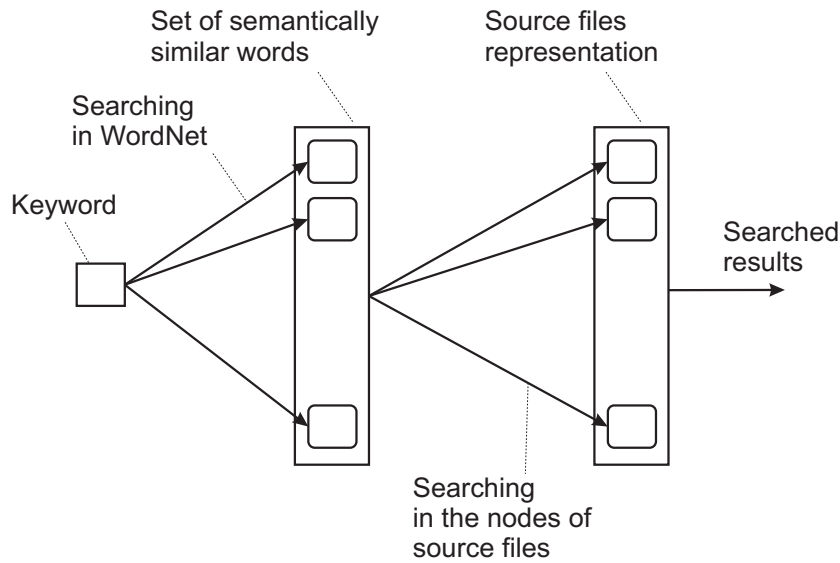 Set of semantically
similar words
Source files
representation
Searching
in WordNet
Keyword
Searched
results
Searching
in the nodes of
source files